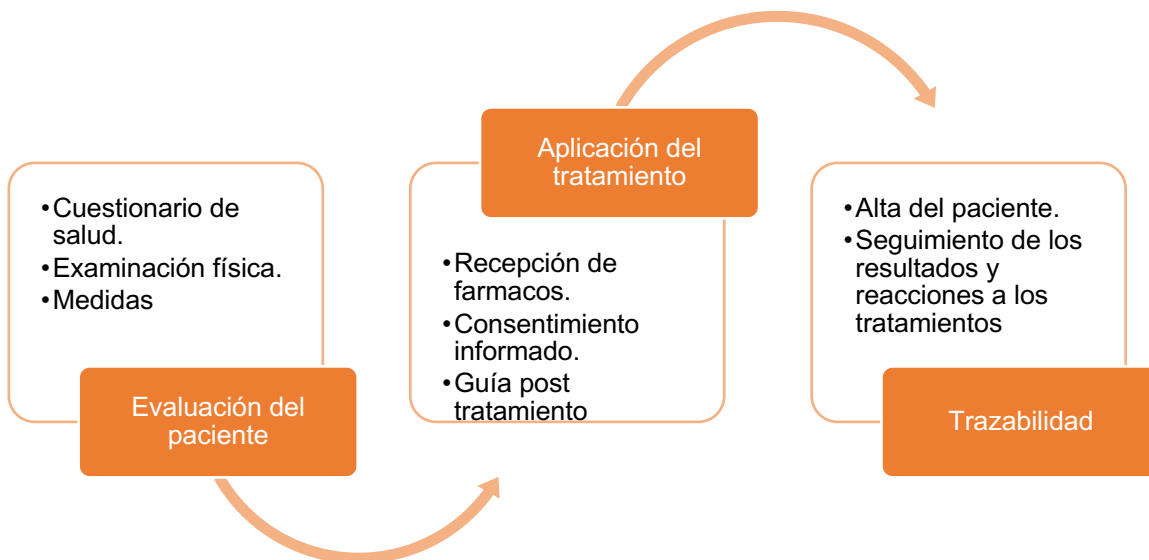 •Cuestionario de
salud.
•Examinación física.
•Medidas
Evaluación del
paciente
Aplicación del
tratamiento
•Recepción de
farmacos.
•Consentimiento
informado.
•Guía post
tratamiento
•Alta del paciente.
•Seguimiento de los
resultados y
reacciones a los
tratamientos
Trazabilidad